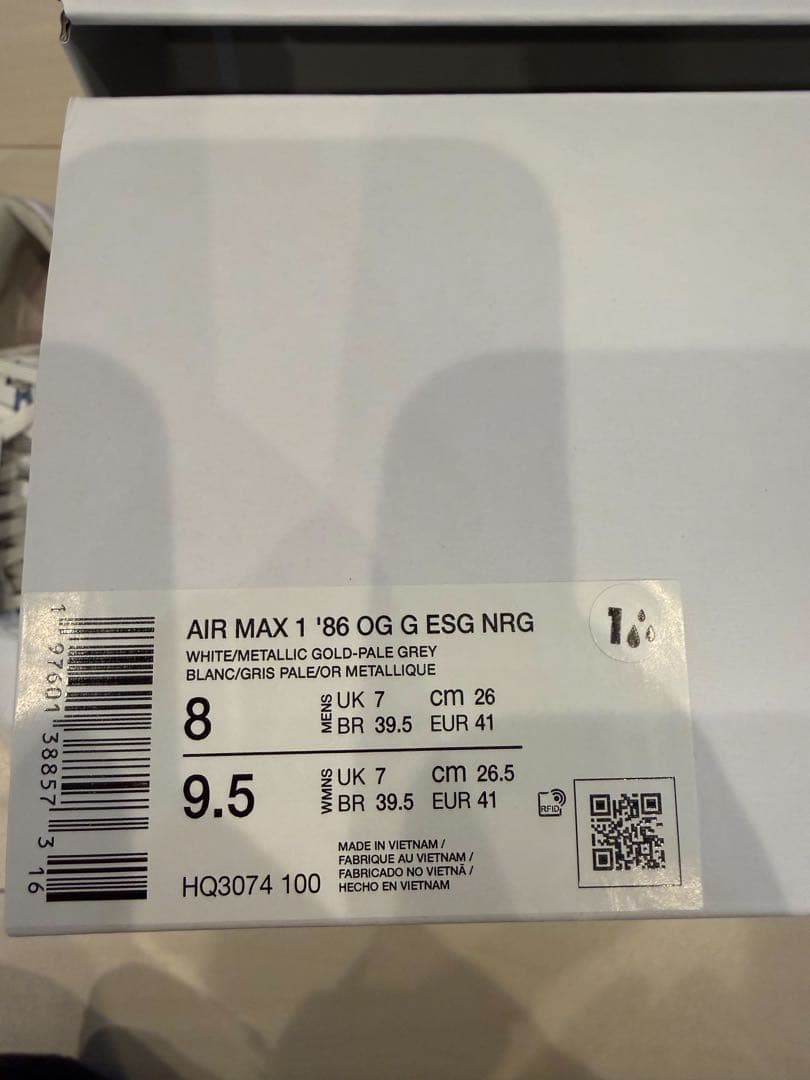 AIR MAX 1 '86 OG G ESG NRG
WHITE/METALLIC GOLD-PALE GREY
BLANC/GRIS PALE/OR METALLIQUE
8 MENS UK 7 cm 26
BR 39.5 EUR 41
9.5 WMNS UK 7 cm 26.5
BR 39.5 EUR 41
HQ3074 100
MADE IN VIETNAM /
FABRIQUE AU VIETNAM /
FABRICADO NO VIETNÃ /
HECHO EN VIETNAM
RFID
1
1 97601 38857 3 16